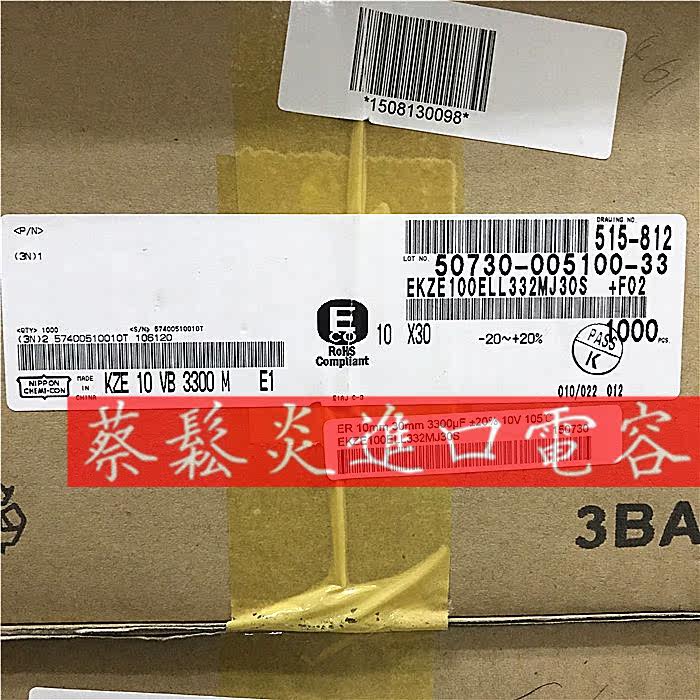 *1508130098*
<P/N>
(3N)1
DRAWING NO.
515-812
LOT NO. 50730-005100-33
EKZE100ELL332MJ30S +F02
<QTY> 1000 <S/N> 57400510010T
(3N)2 57400510010T 106120
E
RoHS
Compliant
10 X30 -20~+20% 1000 PCS.
PASS
K
NIPPON
CHEMI-CON
MADE
IN
CHINA
KZE 10 VB 3300 M E1
EIAJ C-3
010/022 012
蔡鬆炎進口電容
ER 10mm 30mm 3300μF ±20% 10V 105℃
EKZE100ELL332MJ30S
150730
3BA